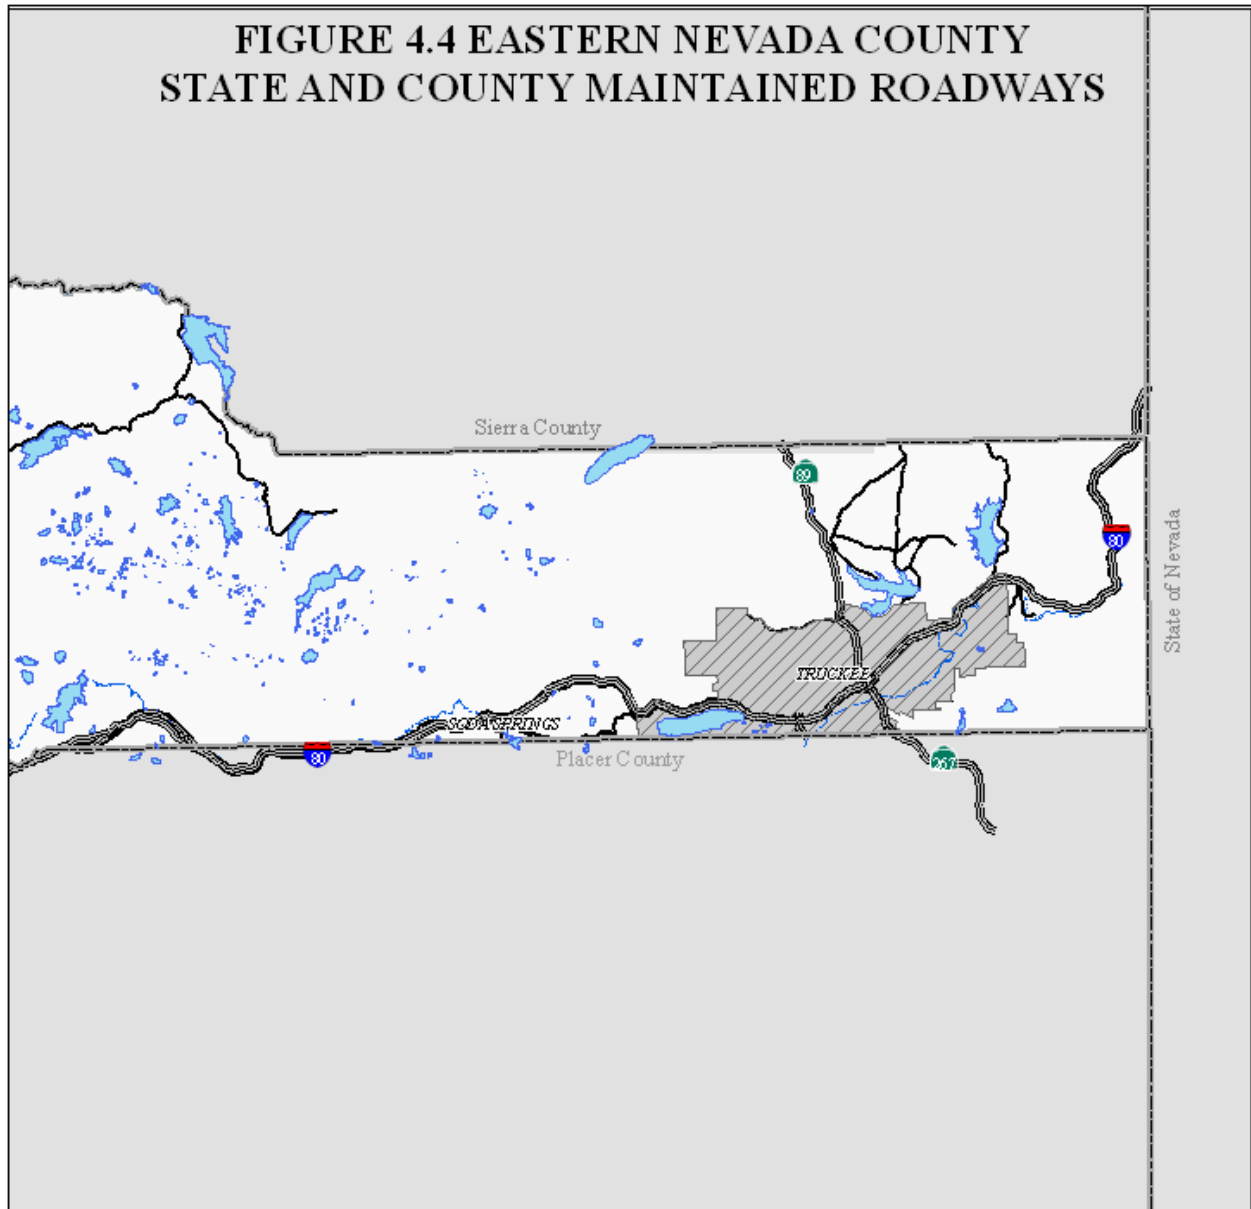 FIGURE 4.4 EASTERN NEVADA COUNTY
STATE AND COUNTY MAINTAINED ROADWAYS
Sierra County
89
80
State of Nevada
TRUCKEE
SODA SPRINGS
80
Placer County
267